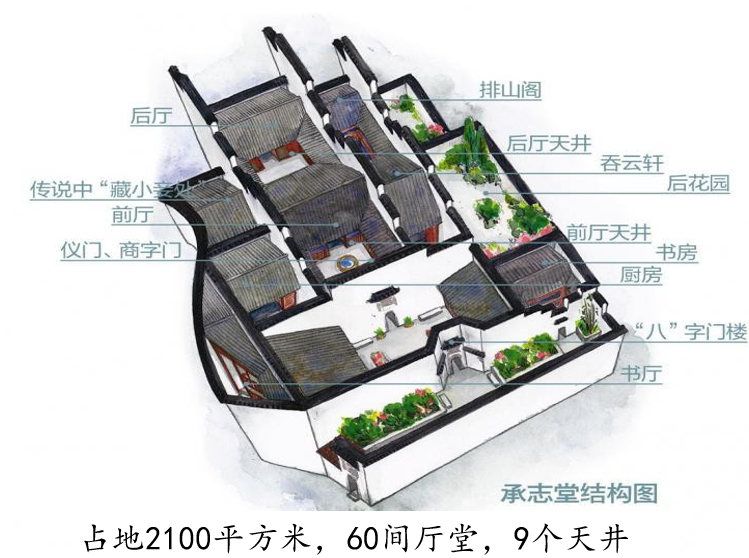 排山阁
后厅
后厅天井
吞云轩
后花园
传说中“藏小妾处”
前厅
前厅天井
仪门、商字门
书房
厨房
“八”字门楼
书厅
承志堂结构图
占地2100平方米，60间厅堂，9个天井